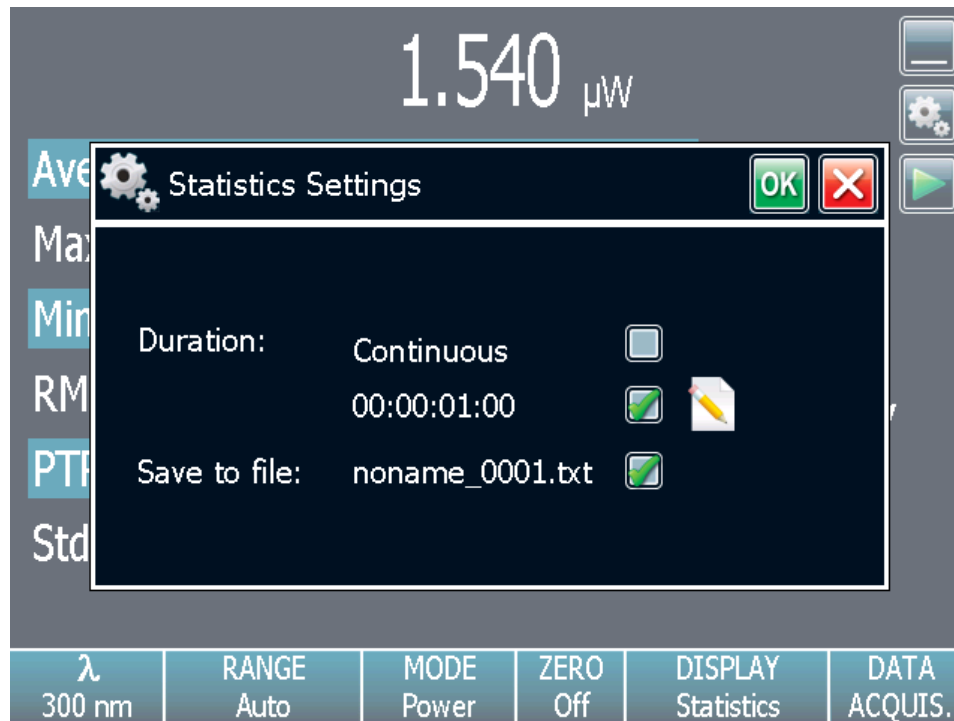 1.540 µW
Statistics Settings
OK
Duration:
Continuous
00:00:01:00
Save to file: noname_0001.txt
λ
300 nm
RANGE
Auto
MODE
Power
ZERO
Off
DISPLAY
Statistics
DATA
ACQUIS.